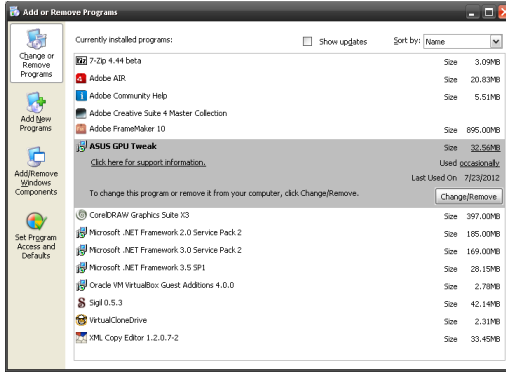 Add or Remove Programs
Currently installed programs:
Show updates
Sort by: Name
Change or
Remove
Programs
Add New
Programs
Add/Remove
Windows
Components
Set Program
Access and
Defaults
7-Zip 4.44 beta Size 3.09MB
Adobe AIR Size 20.83MB
Adobe Community Help Size 5.51MB
Adobe Creative Suite 4 Master Collection
Adobe FrameMaker 10 Size 895.00MB
ASUS GPU Tweak Size 32.56MB
Click here for support information. Used occasionally
Last Used On 7/23/2012
To change this program or remove it from your computer, click Change/Remove. Change/Remove
CorelDRAW Graphics Suite X3 Size 397.00MB
Microsoft .NET Framework 2.0 Service Pack 2 Size 185.00MB
Microsoft .NET Framework 3.0 Service Pack 2 Size 169.00MB
Microsoft .NET Framework 3.5 SP1 Size 28.15MB
Oracle VM VirtualBox Guest Additions 4.0.0 Size 2.78MB
Sigil 0.5.3 Size 42.14MB
VirtualCloneDrive Size 2.31MB
XML Copy Editor 1.2.0.7-2 Size 33.45MB